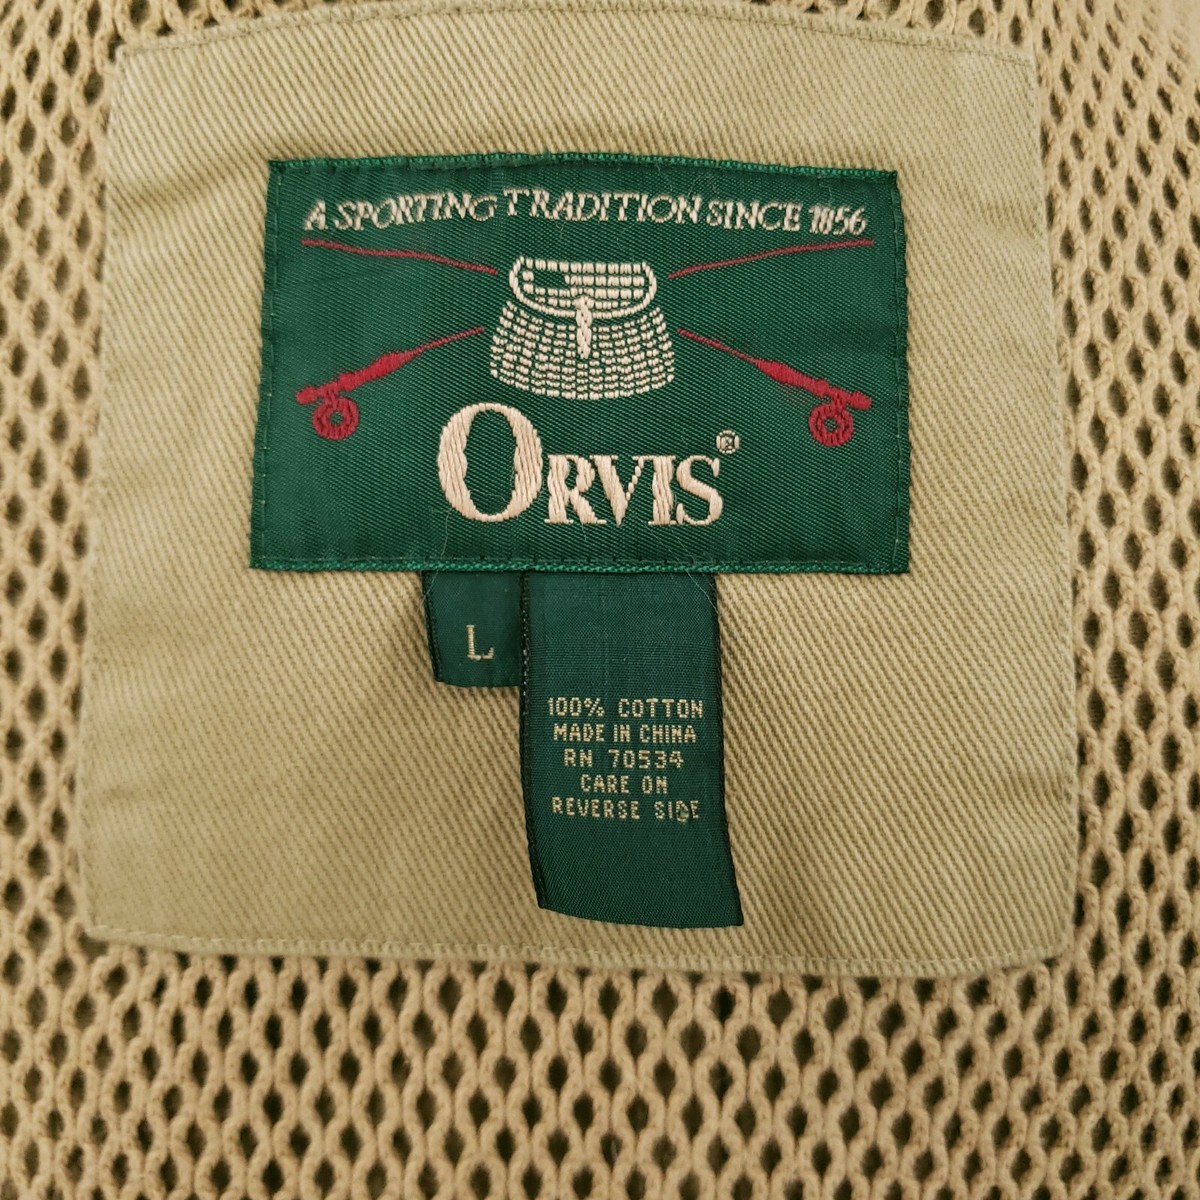 A SPORTING TRADITION SINCE 1856
ORVIS®
L
100% COTTON
MADE IN CHINA
RN 70534
CARE ON
REVERSE SIDE